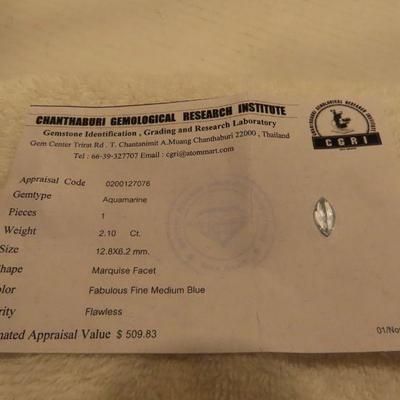 CHANTHABURI GEMOLOGICAL RESEARCH INSTITUTE
Gemstone Identification , Grading and Research Laboratory
Gem Center Trirat Rd . T. Chantanimit A.Muang Chanthaburi 22000 , Thailand
Tel : 66-39-327707 Email : cgri@atommart.com
CGRI
Appraisal Code 0200127076
Gemtype Aquamarine
Pieces 1
Weight 2.10 Ct.
Size 12.8X6.2 mm.
Shape Marquise Facet
olor Fabulous Fine Medium Blue
rity Flawless
mated Appraisal Value $ 509.83
01/Nov